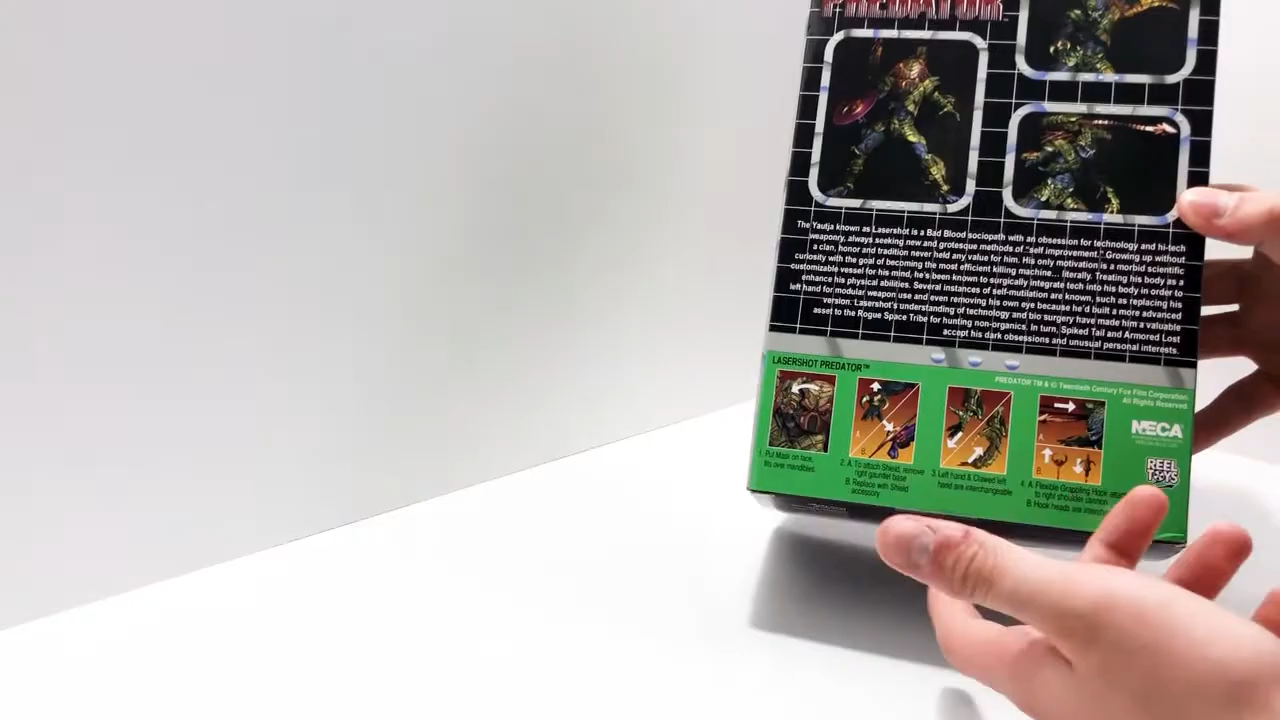 PREDATOR
The Yautja known as Lasershot is a Bad Blood sociopath with an obsession for technology and hi-tech
weaponry, always seeking new and grotesque methods of "self improvement." Growing up without
a clan, honor and tradition never held any value for him. His only motivation is a morbid scientific
curiosity with the goal of becoming the most efficient killing machine... literally. Treating his body as a
customizable vessel for his mind, he's been known to surgically integrate tech into his body in order to
enhance his physical abilities. Several instances of self-mutilation are known, such as replacing his
left hand for modular weapon use and even removing his own eye because he'd built a more advanced
version. Lasershot's understanding of technology and bio surgery have made him a valuable
asset to the Rogue Space Tribe for hunting non-organics. In turn, Spiked Tail and Armored Lost
accept his dark obsessions and unusual personal interests.
LASERSHOT PREDATOR™
PREDATOR TM & © Twentieth Century Fox Film Corporation.
All Rights Reserved.
NECA
REEL
TOYS
A.
B.
A.
B.
1. Put Mask on face,
fits over mandibles.
2. A. To attach Shield, remove
right gauntlet base
B. Replace with Shield
accessory
3. Left hand & Clawed left
hand are interchangeable
4. A. Flexible Grappling Hook
to right shoulder cannon
B. Hook heads are